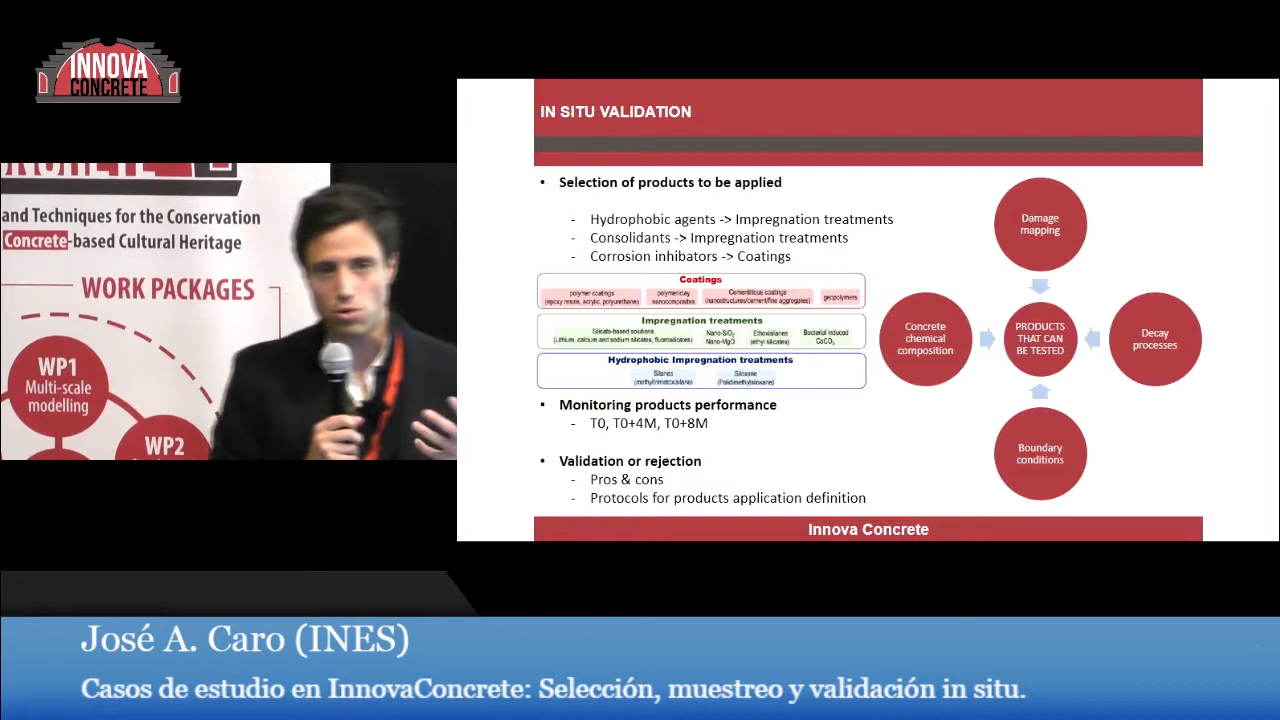 INNOVA
CONCRETE
and Techniques for the Conservation
Concrete-based Cultural Heritage
WORK PACKAGES
WP1
Multi-scale
modelling
WP2
IN SITU VALIDATION
• Selection of products to be applied
- Hydrophobic agents -> Impregnation treatments
- Consolidants -> Impregnation treatments
- Corrosion inhibators -> Coatings
Coatings
polymer coatings
(epoxy resins, acrylic, polyurethane)
polymer/clay
nanocomposites
Cementitious coatings
(nanostructures/cement/fine aggregates)
geopolymers
Impregnation treatments
Silicate-based solutions
(Lithium, calcium and sodium silicates, fluorosilicates)
Nano-SiO2
Nano-MgO
Ethoxisilanes
(ethyl silicates)
Bacterial induced
CaCO3
Hydrophobic Impregnation treatments
Silanes
(methyltrimetoxisilane)
Siloxane
(Polidimethylsiloxane)
• Monitoring products performance
- T0, T0+4M, T0+8M
• Validation or rejection
- Pros & cons
- Protocols for products application definition
Damage
mapping
Concrete
chemical
composition
PRODUCTS
THAT CAN
BE TESTED
Decay
processes
Boundary
conditions
Innova Concrete
José A. Caro (INES)
Casos de estudio en InnovaConcrete: Selección, muestreo y validación in situ.